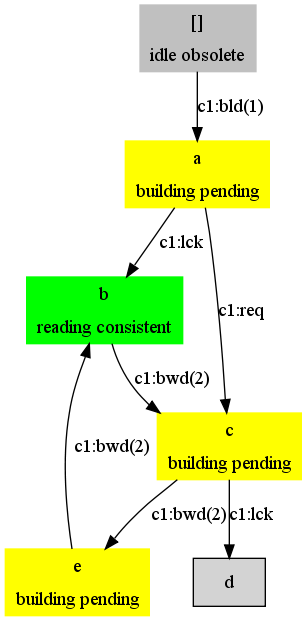 []
idle obsolete
c1:bld(1)
a
building pending
c1:lck
c1:req
b
reading consistent
c1:bwd(2)
c
building pending
c1:bwd(2)
c1:bwd(2)
c1:lck
e
building pending
d